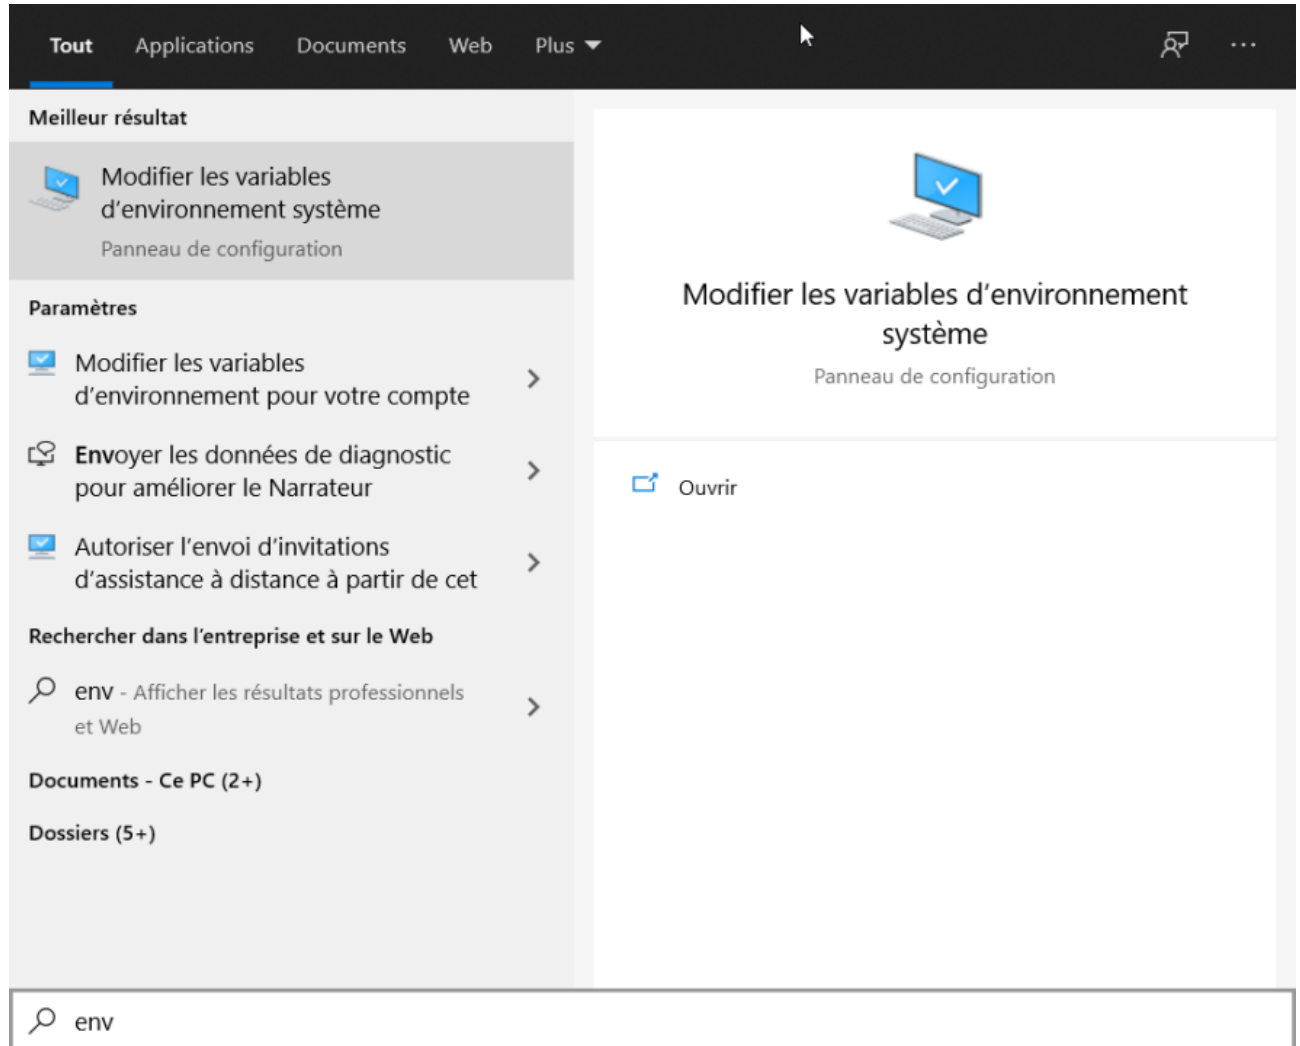 Tout Applications Documents Web Plus
Meilleur résultat
Modifier les variables
d'environnement système
Panneau de configuration
Paramètres
Modifier les variables
d'environnement pour votre compte
Envoyer les données de diagnostic
pour améliorer le Narrateur
Autoriser l'envoi d'invitations
d'assistance à distance à partir de cet
Rechercher dans l'entreprise et sur le Web
env - Afficher les résultats professionnels
et Web
Documents - Ce PC (2+)
Dossiers (5+)
Modifier les variables d'environnement
système
Panneau de configuration
Ouvrir
env